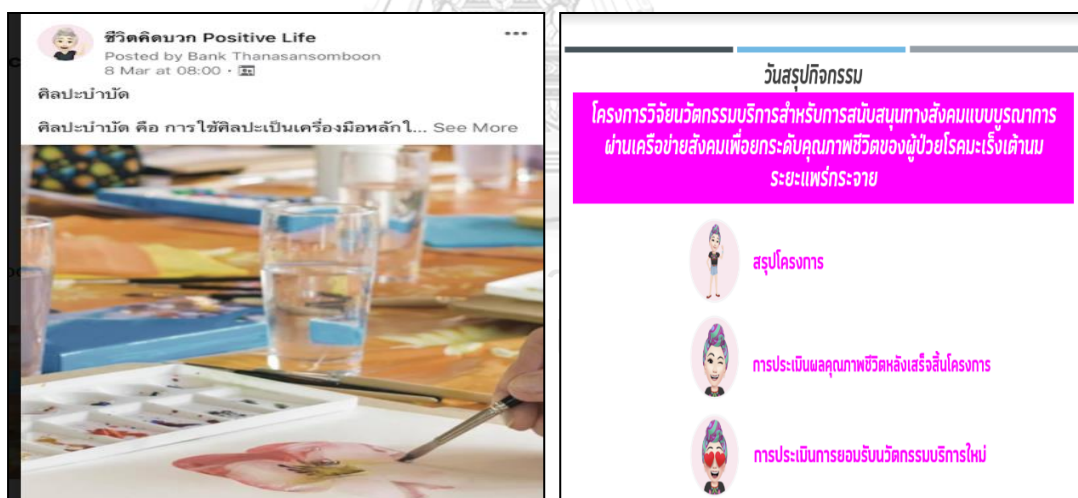 ชีวิตคิดบวก Positive Life
Posted by Bank Thanasansomboon
8 Mar at 08:00 ·
ศิลปะบำบัด
ศิลปะบำบัด คือ การใช้ศิลปะเป็นเครื่องมือหลักใ... See More
วันสรุปกิจกรรม
โครงการวิจัยนวัตกรรมบริการสำหรับการสนับสนุนทางสังคมแบบบูรณาการ
ผ่านเครือข่ายสังคมเพื่อยกระดับคุณภาพชีวิตของผู้ป่วยโรคมะเร็งเต้านม
ระยะแพร่กระจาย
สรุปโครงการ
การประเมินผลคุณภาพชีวิตหลังเสร็จสิ้นโครงการ
การประเมินการยอมรับนวัตกรรมบริการใหม่